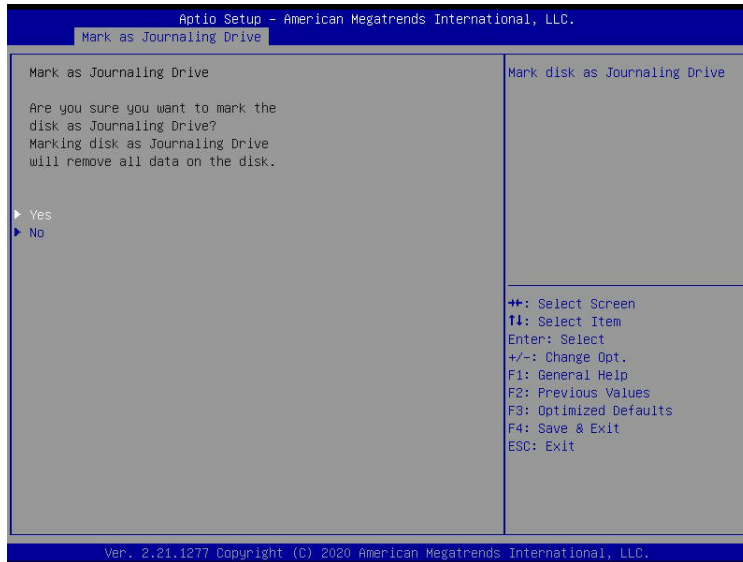 Aptio Setup – American Megatrends International, LLC.
Mark as Journaling Drive
Mark as Journaling Drive
Are you sure you want to mark the
disk as Journaling Drive?
Marking disk as Journaling Drive
will remove all data on the disk.
Yes
No
Mark disk as Journaling Drive
→←: Select Screen
↑↓: Select Item
Enter: Select
+/-: Change Opt.
F1: General Help
F2: Previous Values
F3: Optimized Defaults
F4: Save & Exit
ESC: Exit
Ver. 2.21.1277 Copyright (C) 2020 American Megatrends International, LLC.